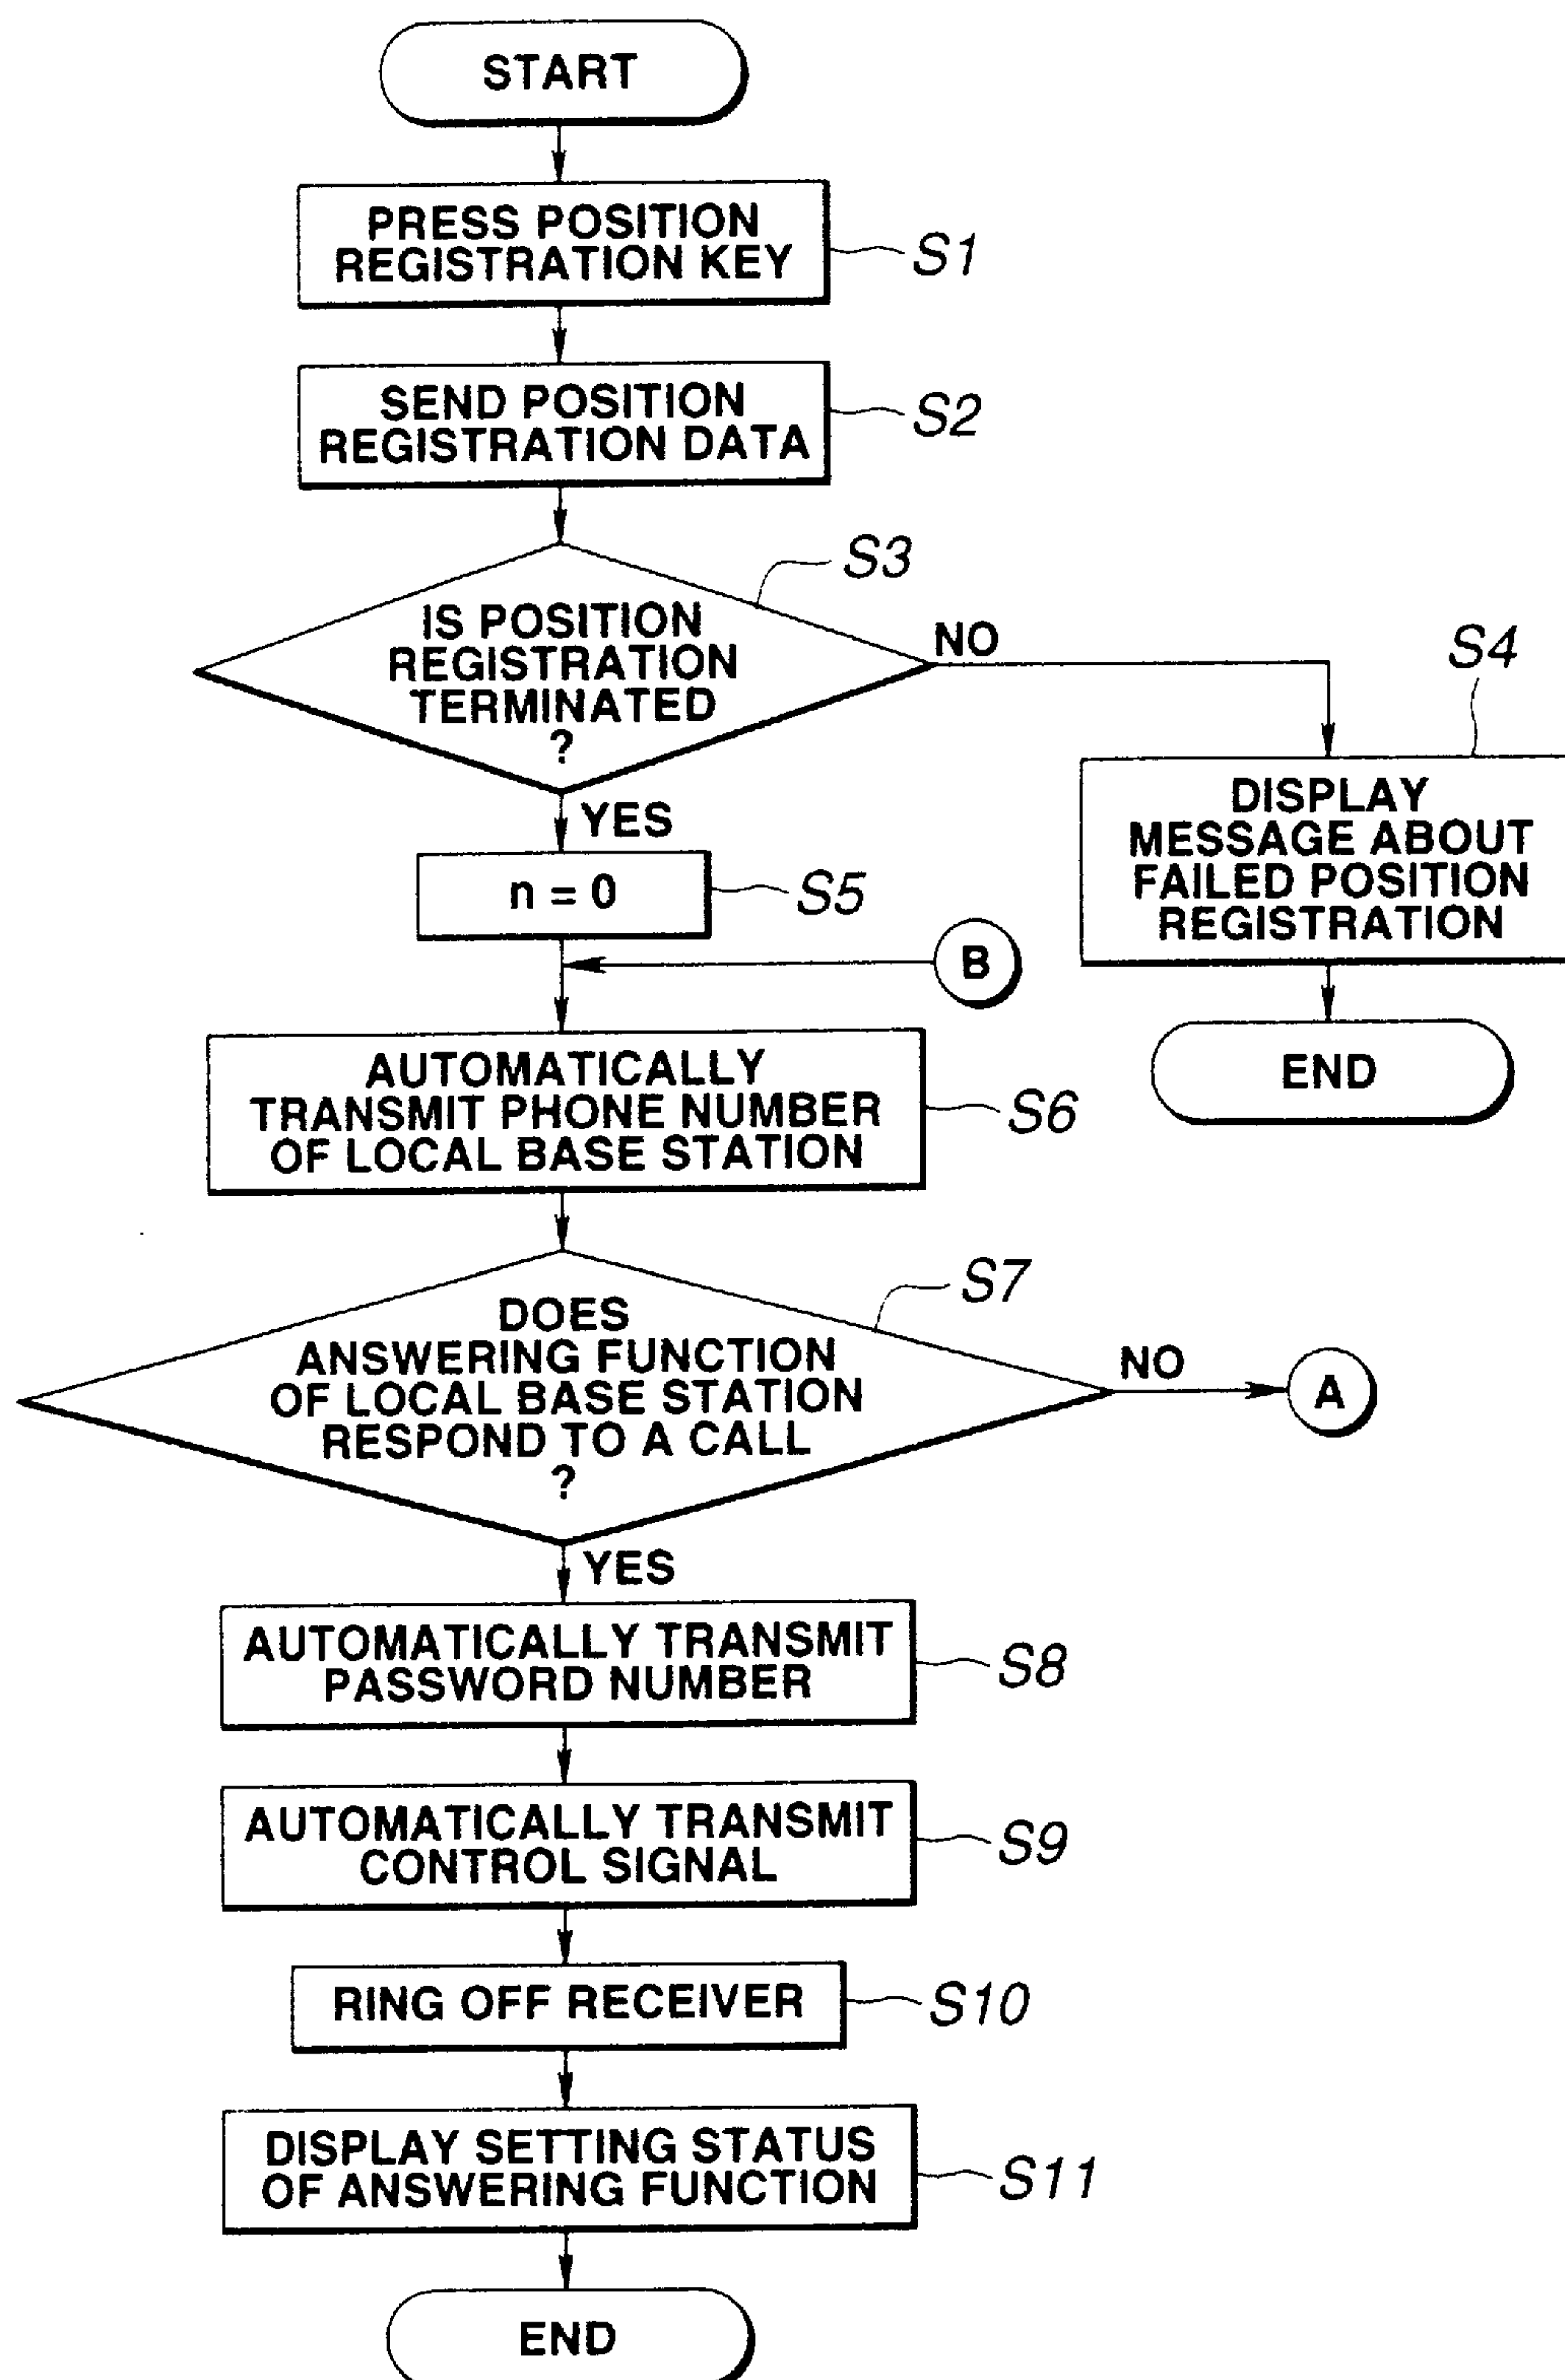 START
PRESS POSITION
REGISTRATION KEY
S1
SEND POSITION
REGISTRATION DATA
S2
S3
IS POSITION
REGISTRATION
TERMINATED
?
NO
S4
DISPLAY
MESSAGE ABOUT
FAILED POSITION
REGISTRATION
END
YES
n = 0
S5
B
AUTOMATICALLY
TRANSMIT PHONE NUMBER
OF LOCAL BASE STATION
S6
S7
DOES
ANSWERING FUNCTION
OF LOCAL BASE STATION
RESPOND TO A CALL
?
NO
A
YES
AUTOMATICALLY TRANSMIT
PASSWORD NUMBER
S8
AUTOMATICALLY TRANSMIT
CONTROL SIGNAL
S9
RING OFF RECEIVER
S10
DISPLAY SETTING STATUS
OF ANSWERING FUNCTION
S11
END